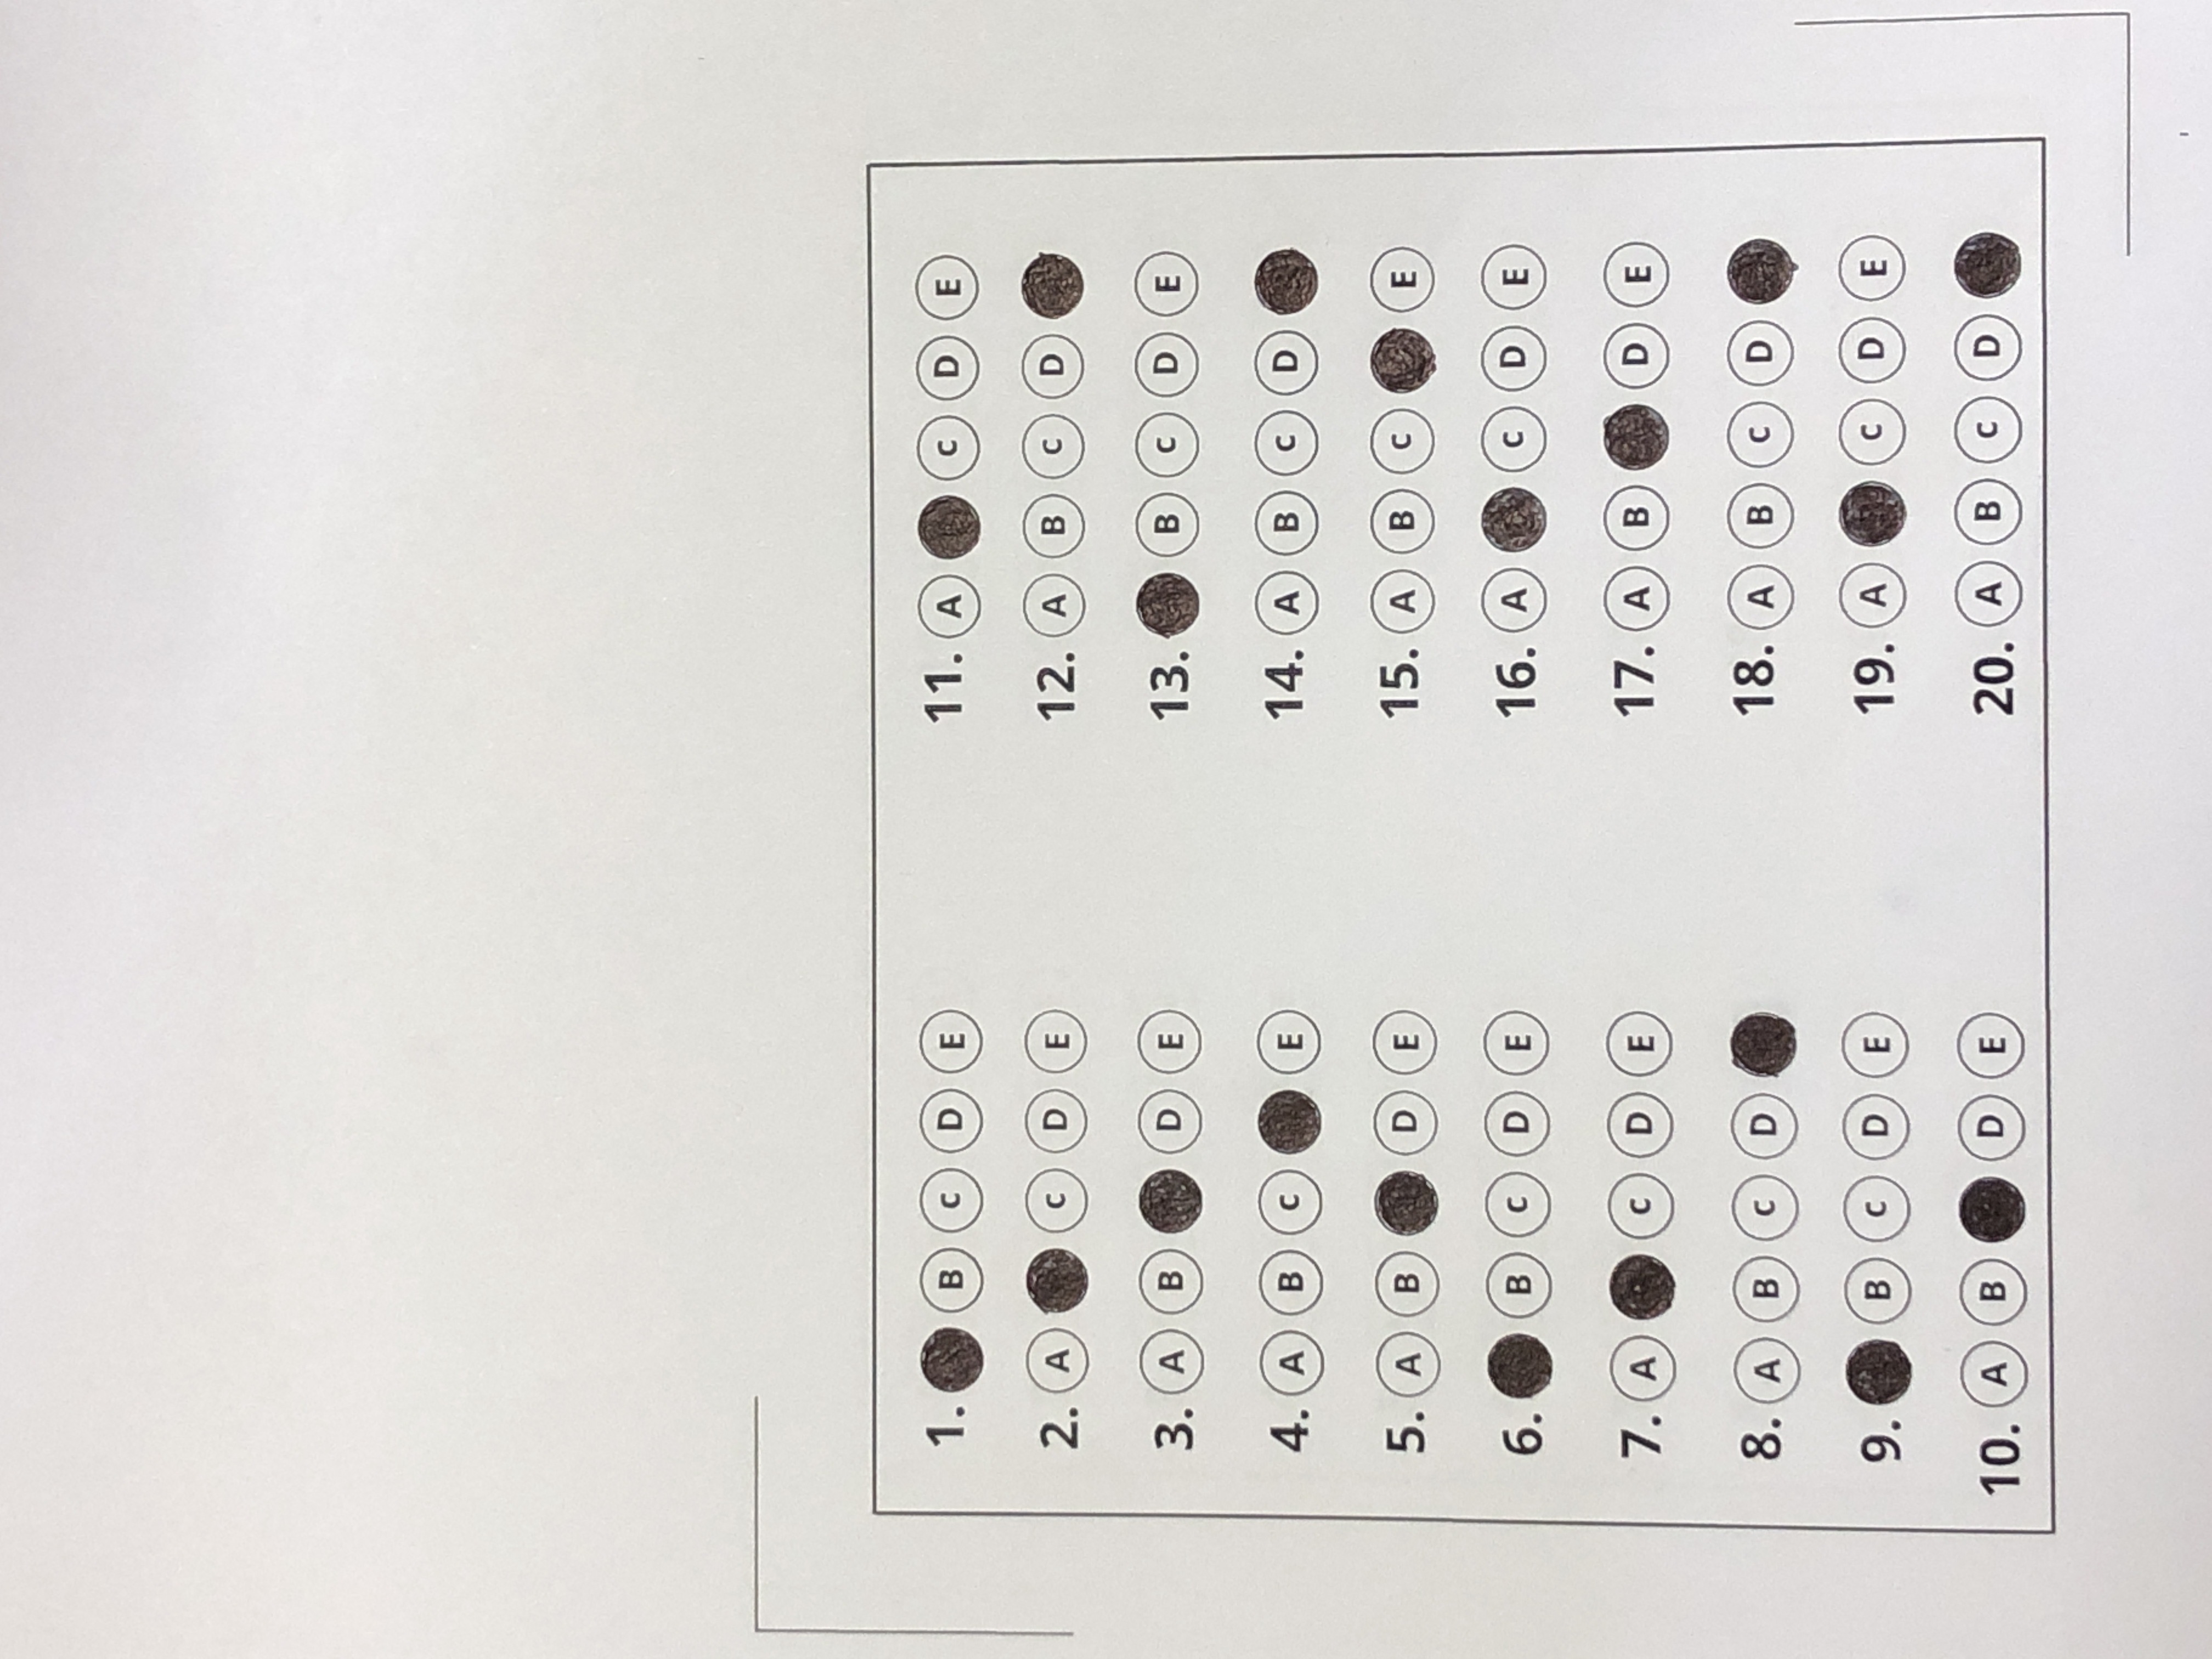 1. B C D E
2. A C D E
3. A B D E
4. A B C E
5. A B D E
6. B C D E
7. A C D E
8. A B C D
9. B C D E
10. A B D E
11. A C D E
12. A B C D
13. B C D E
14. A B C D
15. A B C E
16. A C D E
17. A B D E
18. A B C D
19. A C D E
20. A B C D